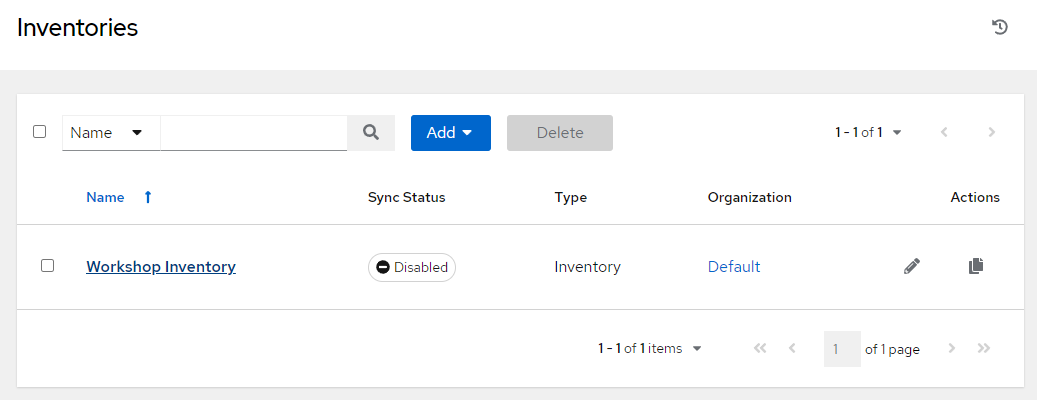 Inventories
Name Add Delete 1 - 1 of 1
Name Sync Status Type Organization Actions
Workshop Inventory Disabled Inventory Default
1 - 1 of 1 items 1 of 1 page